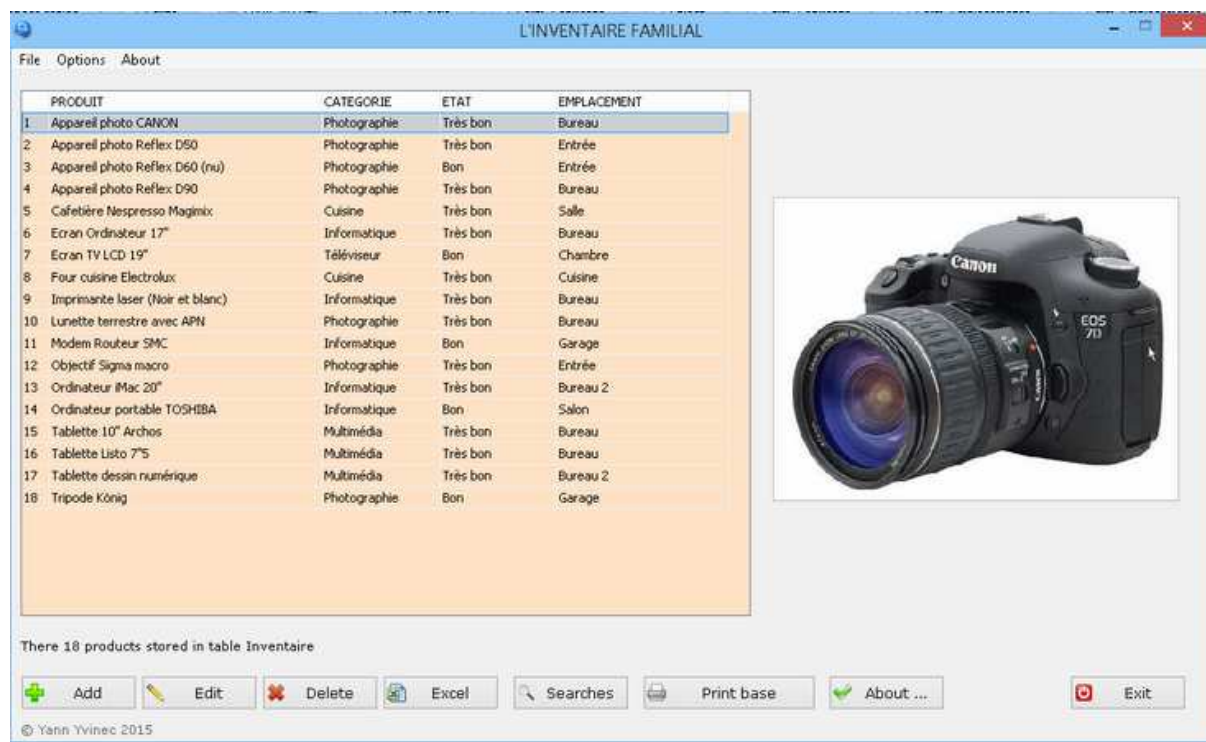 L'INVENTAIRE FAMILIAL
File Options About
PRODUIT CATEGORIE ETAT EMPLACEMENT
1 Appareil photo CANON Photographie Très bon Bureau
2 Appareil photo Reflex D50 Photographie Très bon Entrée
3 Appareil photo Reflex D60 (nu) Photographie Bon Entrée
4 Appareil photo Reflex D90 Photographie Très bon Bureau
5 Cafetière Nespresso Magimix Cuisine Très bon Salle
6 Ecran Ordinateur 17" Informatique Très bon Bureau
7 Ecran TV LCD 19" Téléviseur Bon Chambre
8 Four cuisine Electrolux Cuisine Très bon Cuisine
9 Imprimante laser (Noir et blanc) Informatique Très bon Bureau
10 Lunette terrestre avec APN Photographie Très bon Bureau
11 Modem Routeur SMC Informatique Bon Garage
12 Objectif Sigma macro Photographie Très bon Entrée
13 Ordinateur iMac 20" Informatique Très bon Bureau 2
14 Ordinateur portable TOSHIBA Informatique Bon Salon
15 Tablette 10" Archos Multimédia Très bon Bureau
16 Tablette Listo 7"5 Multimédia Très bon Bureau
17 Tablette dessin numérique Multimédia Très bon Bureau 2
18 Tripode König Photographie Bon Garage
Canon
EOS
7D
CANON
There 18 products stored in table Inventaire
Add Edit Delete Excel Searches Print base About ... Exit
© Yann Yvinec 2015